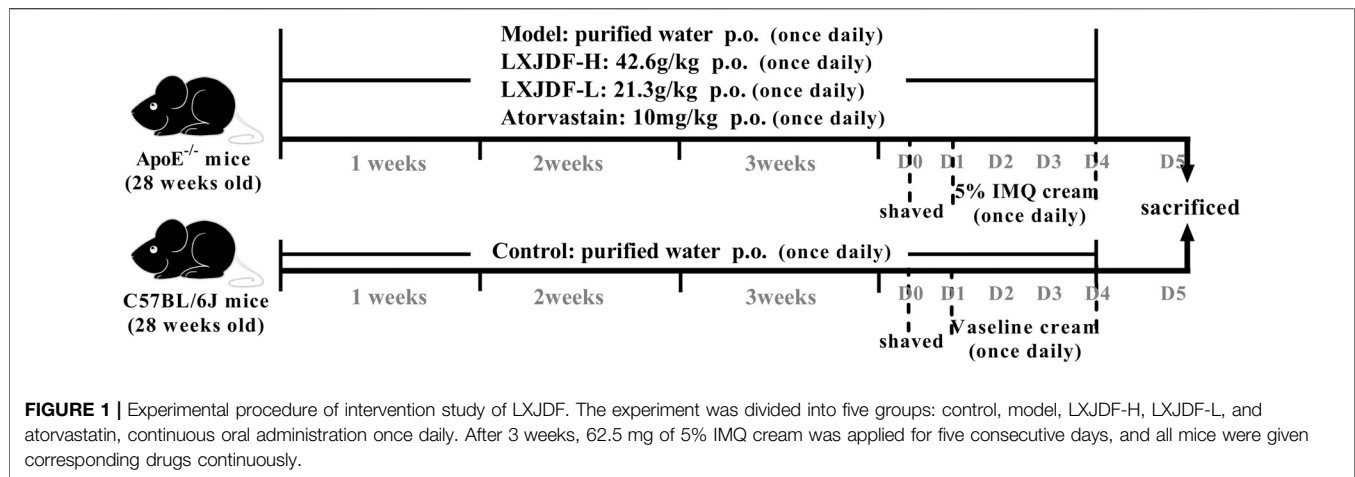 Model: purified water p.o. (once daily)
LXJDF-H: 42.6g/kg p.o. (once daily)
LXJDF-L: 21.3g/kg p.o. (once daily)
Atorvastain: 10mg/kg p.o. (once daily)
ApoE-/- mice
(28 weeks old)
1 weeks
2weeks
3weeks
D0
D1
D2
D3
D4
D5
shaved
5% IMQ cream
(once daily)
sacrificed
Control: purified water p.o. (once daily)
C57BL/6J mice
(28 weeks old)
1 weeks
2weeks
3weeks
D0
D1
D2
D3
D4
D5
shaved
Vaseline cream
(once daily)
FIGURE 1 | Experimental procedure of intervention study of LXJDF. The experiment was divided into five groups: control, model, LXJDF-H, LXJDF-L, and
atorvastatin, continuous oral administration once daily. After 3 weeks, 62.5 mg of 5% IMQ cream was applied for five consecutive days, and all mice were given
corresponding drugs continuously.